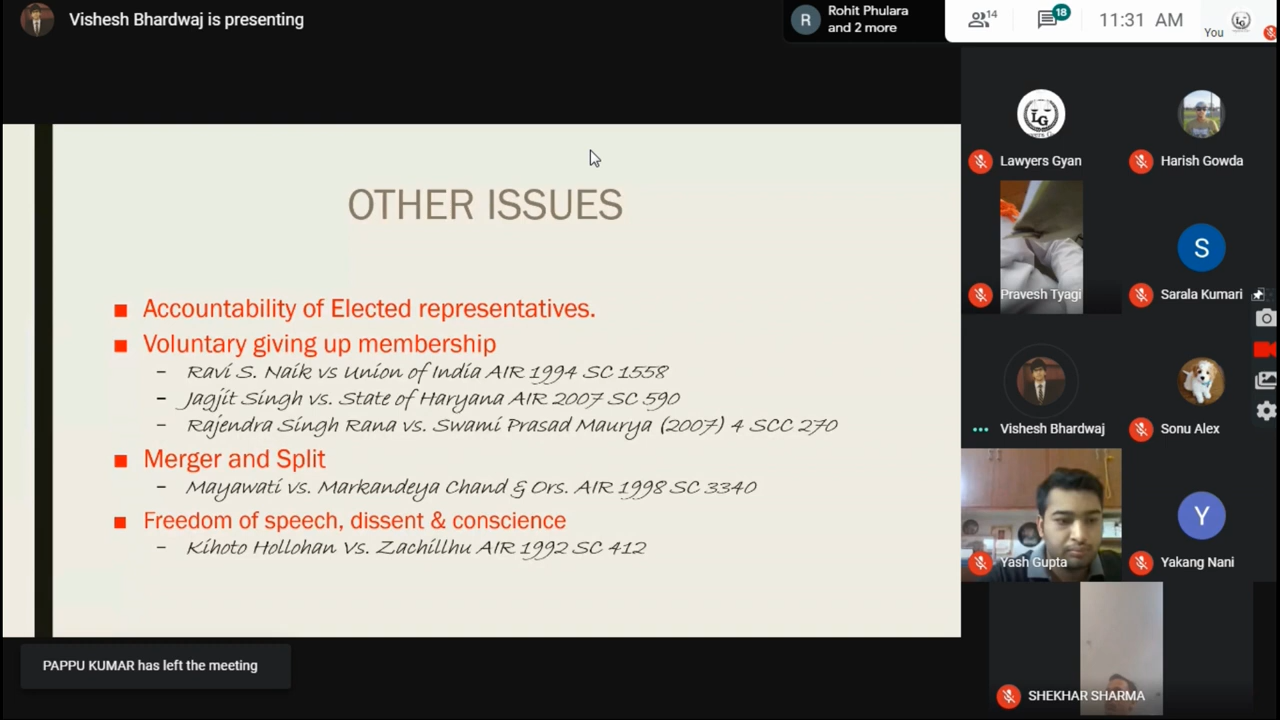 Vishesh Bhardwaj is presenting
R
Rohit Phulara
and 2 more
14
18
11:31 AM
You
OTHER ISSUES
Accountability of Elected representatives.
Voluntary giving up membership
– Ravi S. Naik vs Union of India AIR 1994 SC 1558
– Jagjit Singh vs. State of Haryana AIR 2007 SC 590
– Rajendra Singh Rana vs. Swami Prasad Maurya (2007) 4 SCC 270
Merger and Split
– Mayawati vs. Markandeya Chand & Ors. AIR 1998 SC 3340
Freedom of speech, dissent & conscience
– Kihoto Hollohan Vs. Zachillhu AIR 1992 SC 412
PAPPU KUMAR has left the meeting
LG
Lawyers Gyan
Harish Gowda
Pravesh Tyagi
S
Sarala Kumari
Vishesh Bhardwaj
Sonu Alex
Yash Gupta
Y
Yakang Nani
SHEKHAR SHARMA